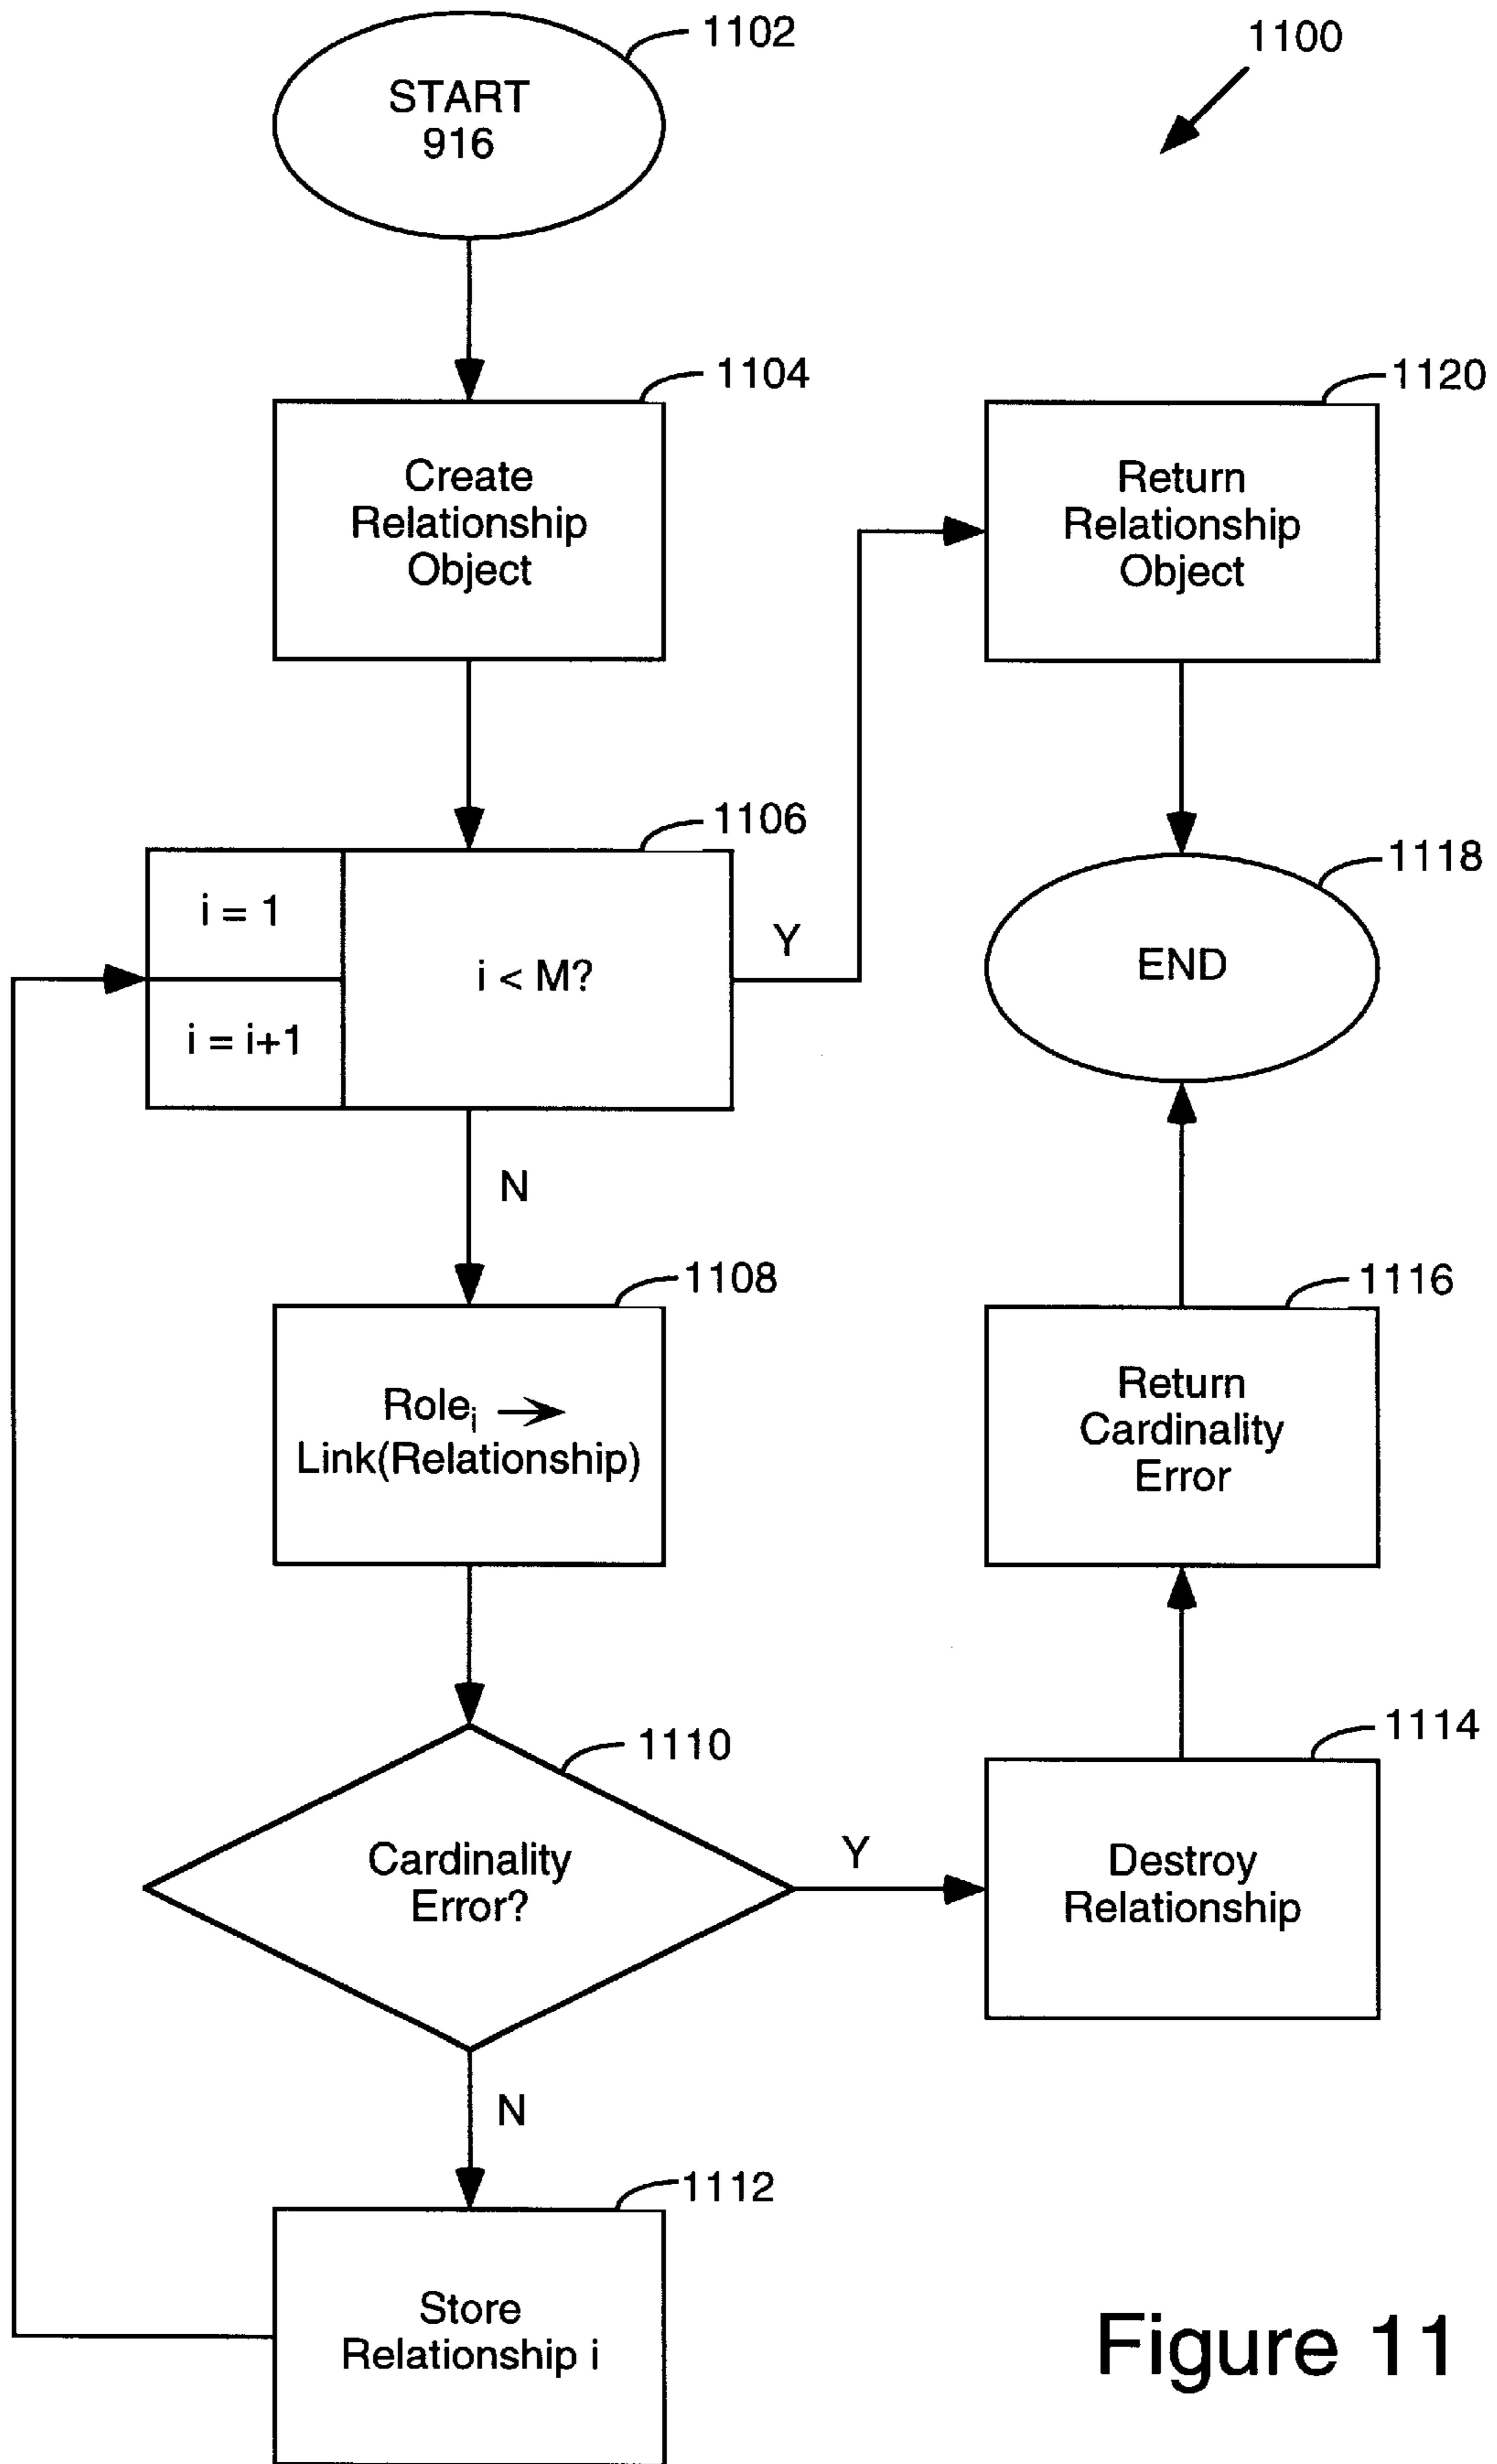 1102
1100
START
916
1104
Create
Relationship
Object
1120
Return
Relationship
Object
1106
i = 1
i < M?
i = i+1
Y
N
1118
END
1108
Roleᵢ →
Link(Relationship)
1116
Return
Cardinality
Error
1110
Cardinality
Error?
Y
N
1114
Destroy
Relationship
1112
Store
Relationship i
Figure 11